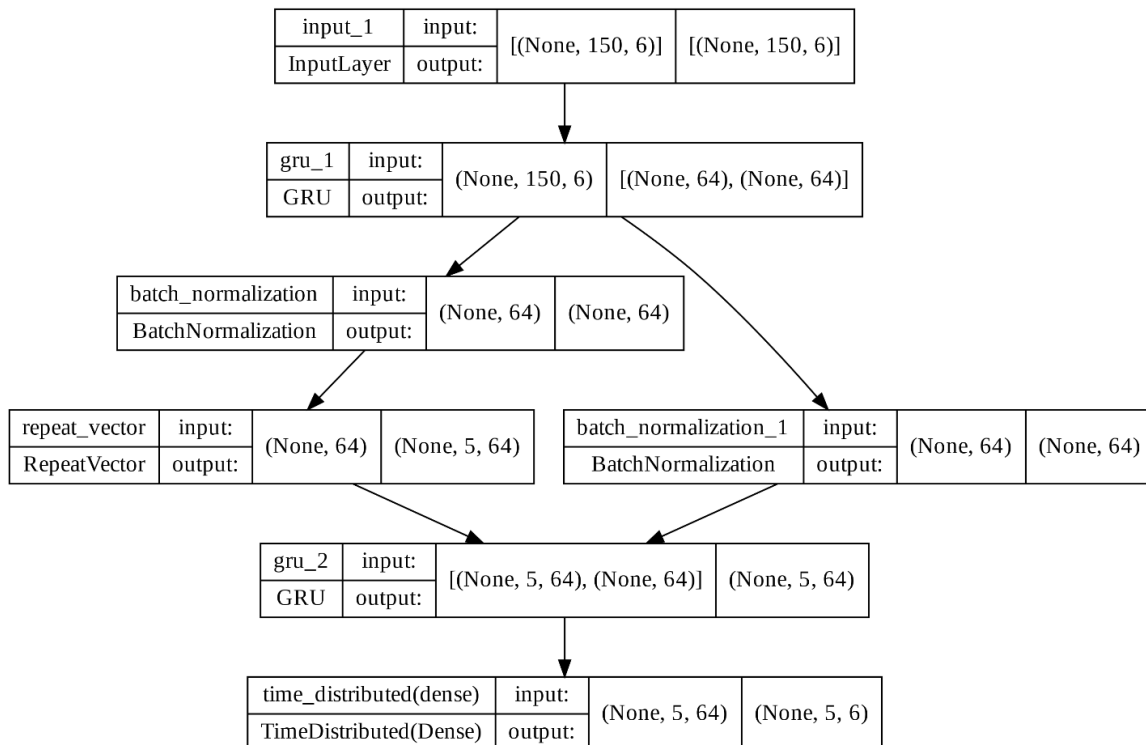 input_1 input: [(None, 150, 6)] [(None, 150, 6)]
InputLayer output:
gru_1 input: (None, 150, 6) [(None, 64), (None, 64)]
GRU output:
batch_normalization input: (None, 64) (None, 64)
BatchNormalization output:
repeat_vector input: (None, 64) (None, 5, 64)
RepeatVector output:
batch_normalization_1 input: (None, 64) (None, 64)
BatchNormalization output:
gru_2 input: [(None, 5, 64), (None, 64)] (None, 5, 64)
GRU output:
time_distributed(dense) input: (None, 5, 64) (None, 5, 6)
TimeDistributed(Dense) output: